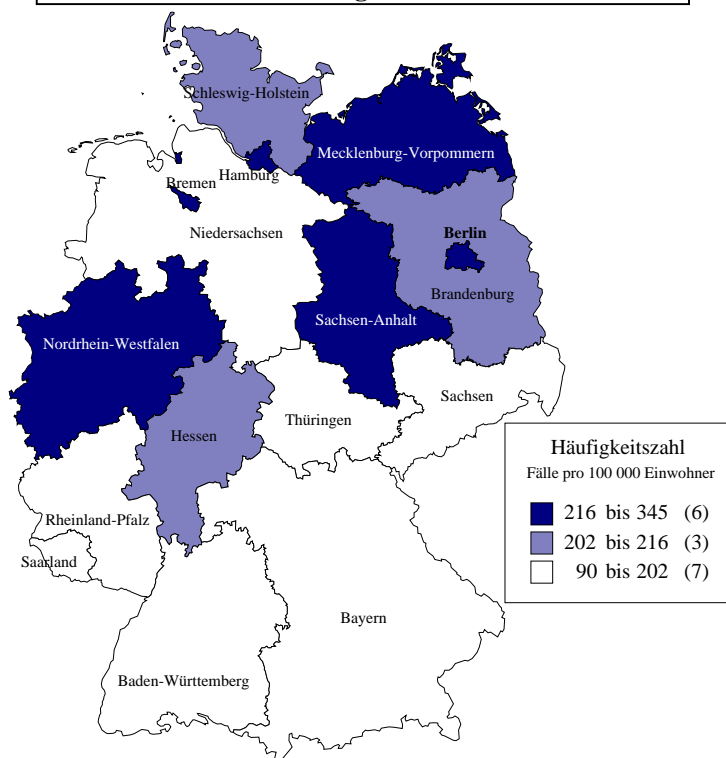 Schleswig-Holstein
Mecklenburg-Vorpommern
Hamburg
Bremen
Niedersachsen
Berlin
Brandenburg
Sachsen-Anhalt
Nordrhein-Westfalen
Sachsen
Thüringen
Hessen
Rheinland-Pfalz
Saarland
Bayern
Baden-Württemberg
Häufigkeitszahl
Fälle pro 100 000 Einwohner
216 bis 345 (6)
202 bis 216 (3)
90 bis 202 (7)